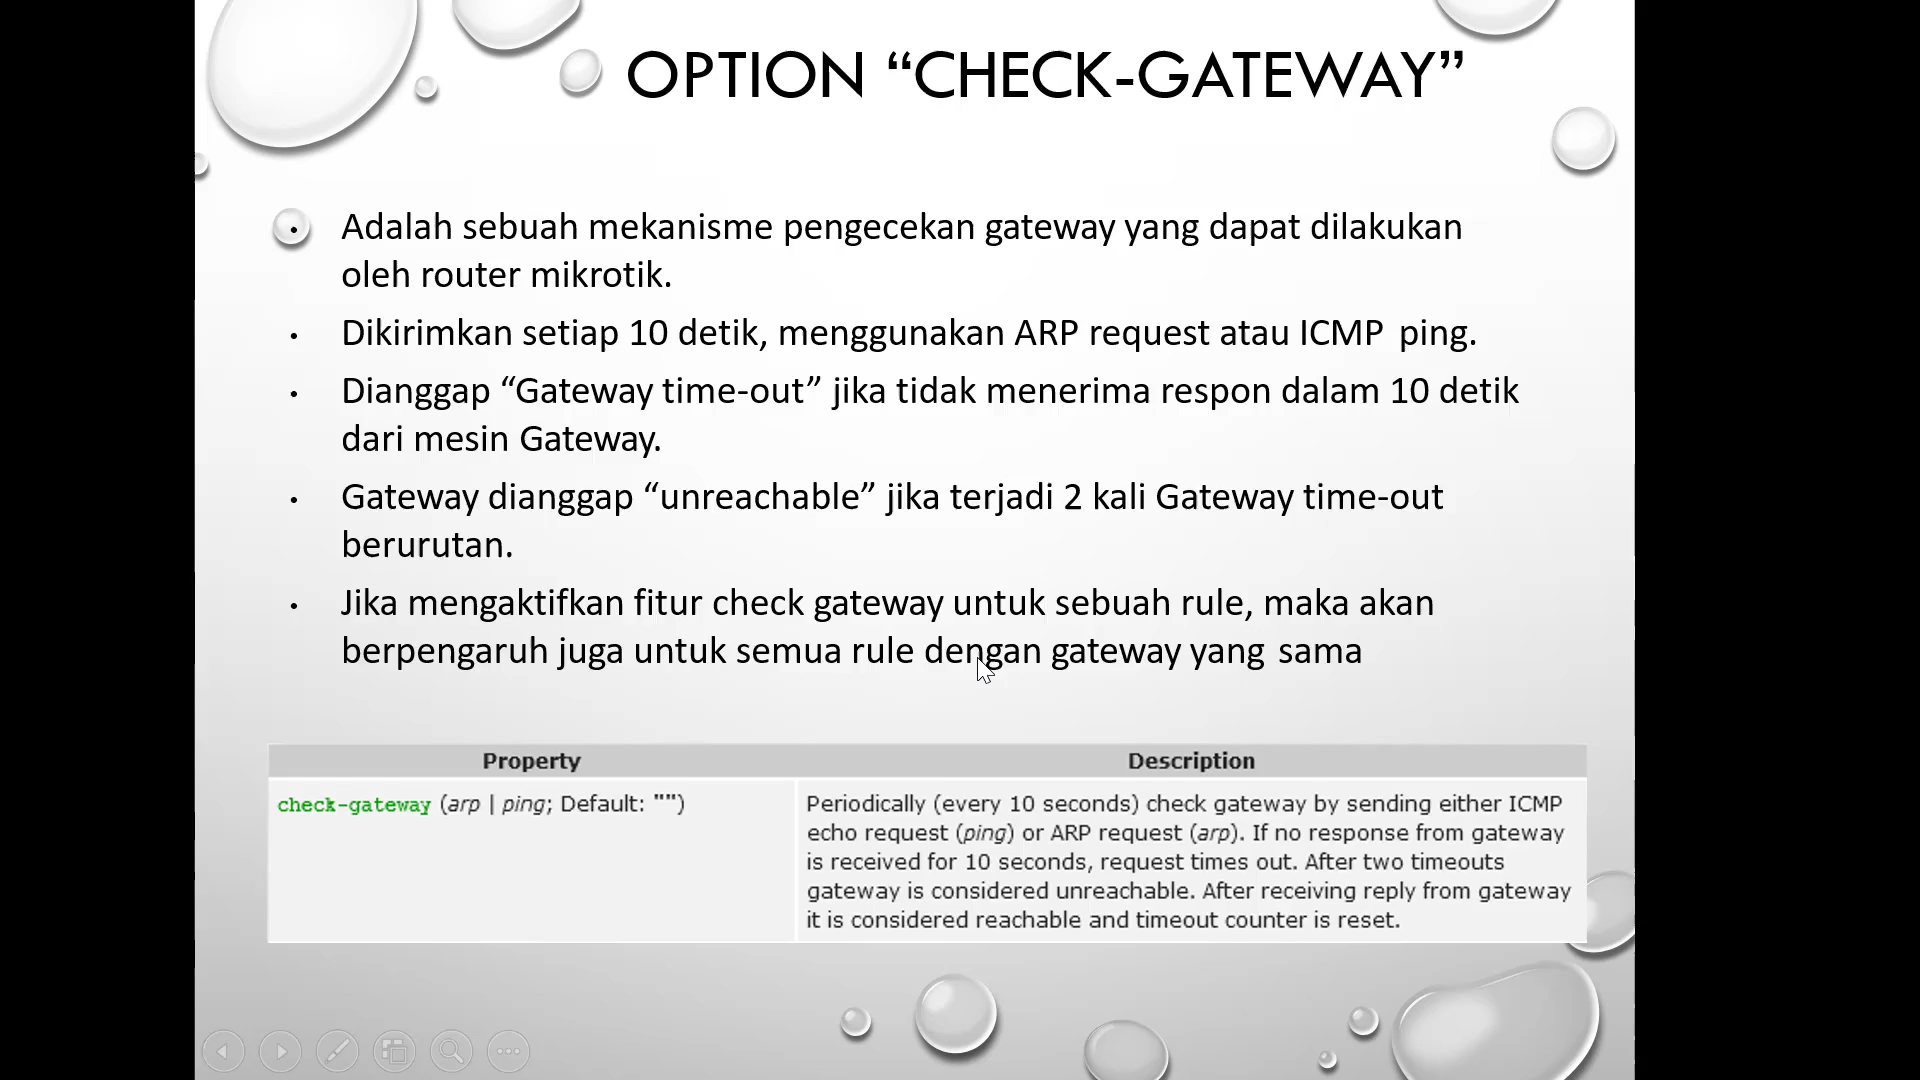 OPTION “CHECK-GATEWAY”
• Adalah sebuah mekanisme pengecekan gateway yang dapat dilakukan
oleh router mikrotik.
• Dikirimkan setiap 10 detik, menggunakan ARP request atau ICMP ping.
• Dianggap “Gateway time-out” jika tidak menerima respon dalam 10 detik
dari mesin Gateway.
• Gateway dianggap “unreachable” jika terjadi 2 kali Gateway time-out
berurutan.
• Jika mengaktifkan fitur check gateway untuk sebuah rule, maka akan
berpengaruh juga untuk semua rule dengan gateway yang sama
Property
Description
check-gateway (arp | ping; Default: "")
Periodically (every 10 seconds) check gateway by sending either ICMP
echo request (ping) or ARP request (arp). If no response from gateway
is received for 10 seconds, request times out. After two timeouts
gateway is considered unreachable. After receiving reply from gateway
it is considered reachable and timeout counter is reset.